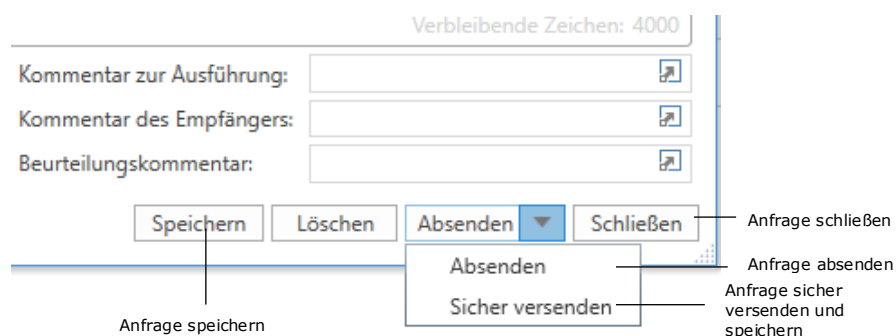 Verbleibende Zeichen: 4000
Kommentar zur Ausführung:
Kommentar des Empfängers:
Beurteilungskommentar:
Speichern Löschen Absenden Schließen
Anfrage schließen
Absenden
Anfrage absenden
Sicher versenden
Anfrage sicher
versenden und
speichern
Anfrage speichern